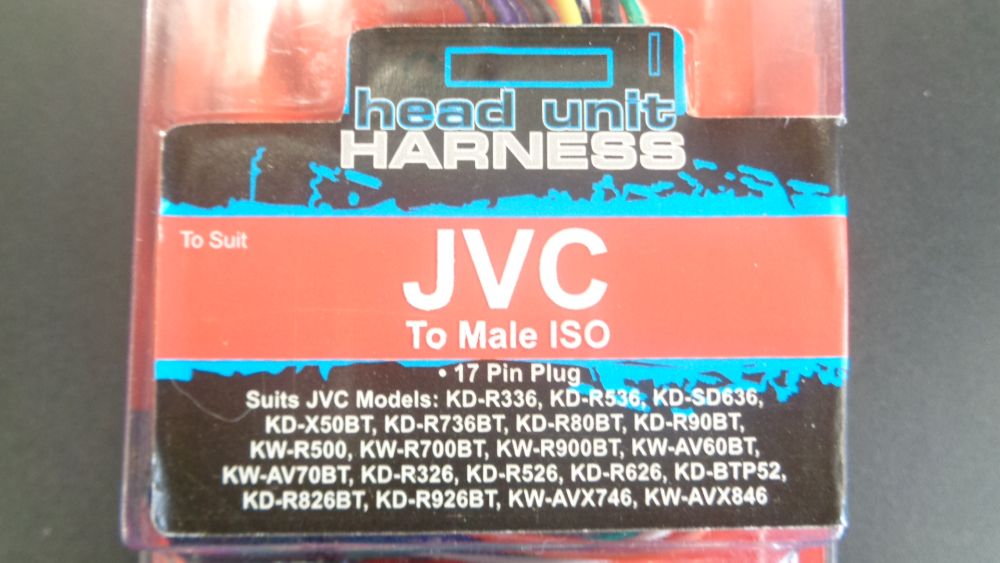 head unit
HARNESS
To Suit
JVC
To Male ISO
• 17 Pin Plug
Suits JVC Models: KD-R336, KD-R536, KD-SD636,
KD-X50BT, KD-R736BT, KD-R80BT, KD-R90BT,
KW-R500, KW-R700BT, KW-R900BT, KW-AV60BT,
KW-AV70BT, KD-R326, KD-R526, KD-R626, KD-BTP52,
KD-R826BT, KD-R926BT, KW-AVX746, KW-AVX846